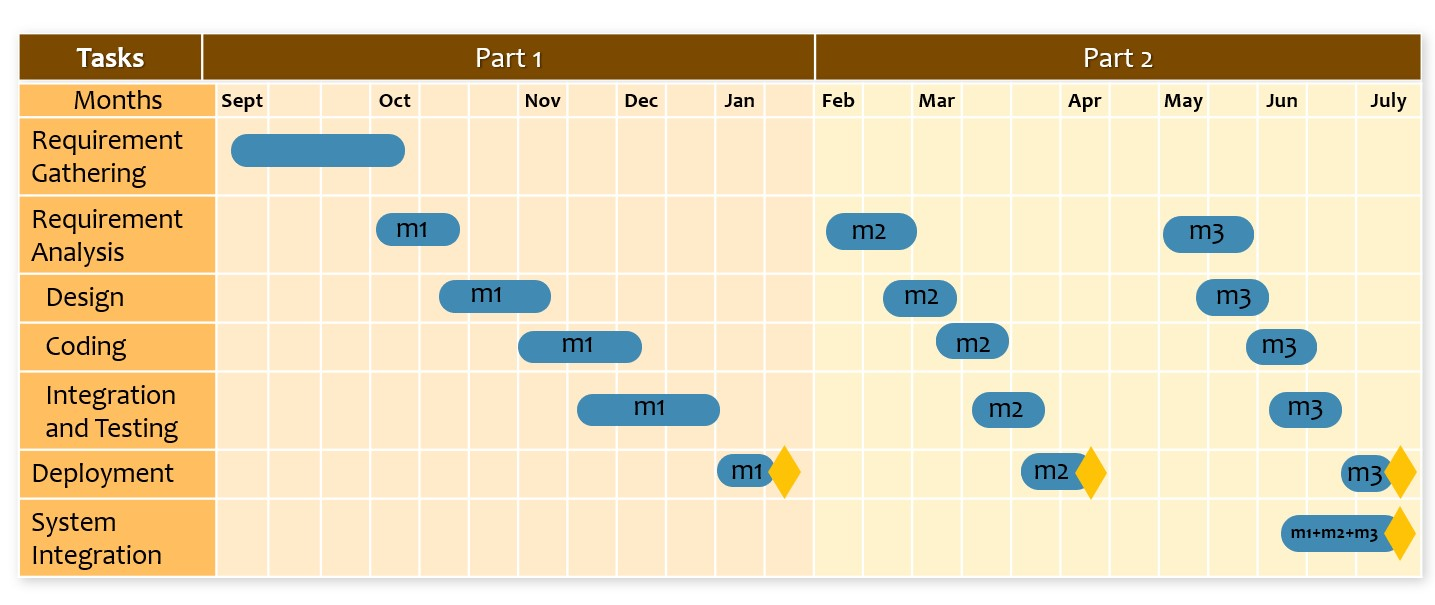 Tasks Part 1 Part 2
Months Sept Oct Nov Dec Jan Feb Mar Apr May Jun July
Requirement
Gathering
Requirement
Analysis
m1 m2 m3
Design m1 m2 m3
Coding m1 m2 m3
Integration
and Testing
m1 m2 m3
Deployment m1 m2 m3
System
Integration
m1+m2+m3